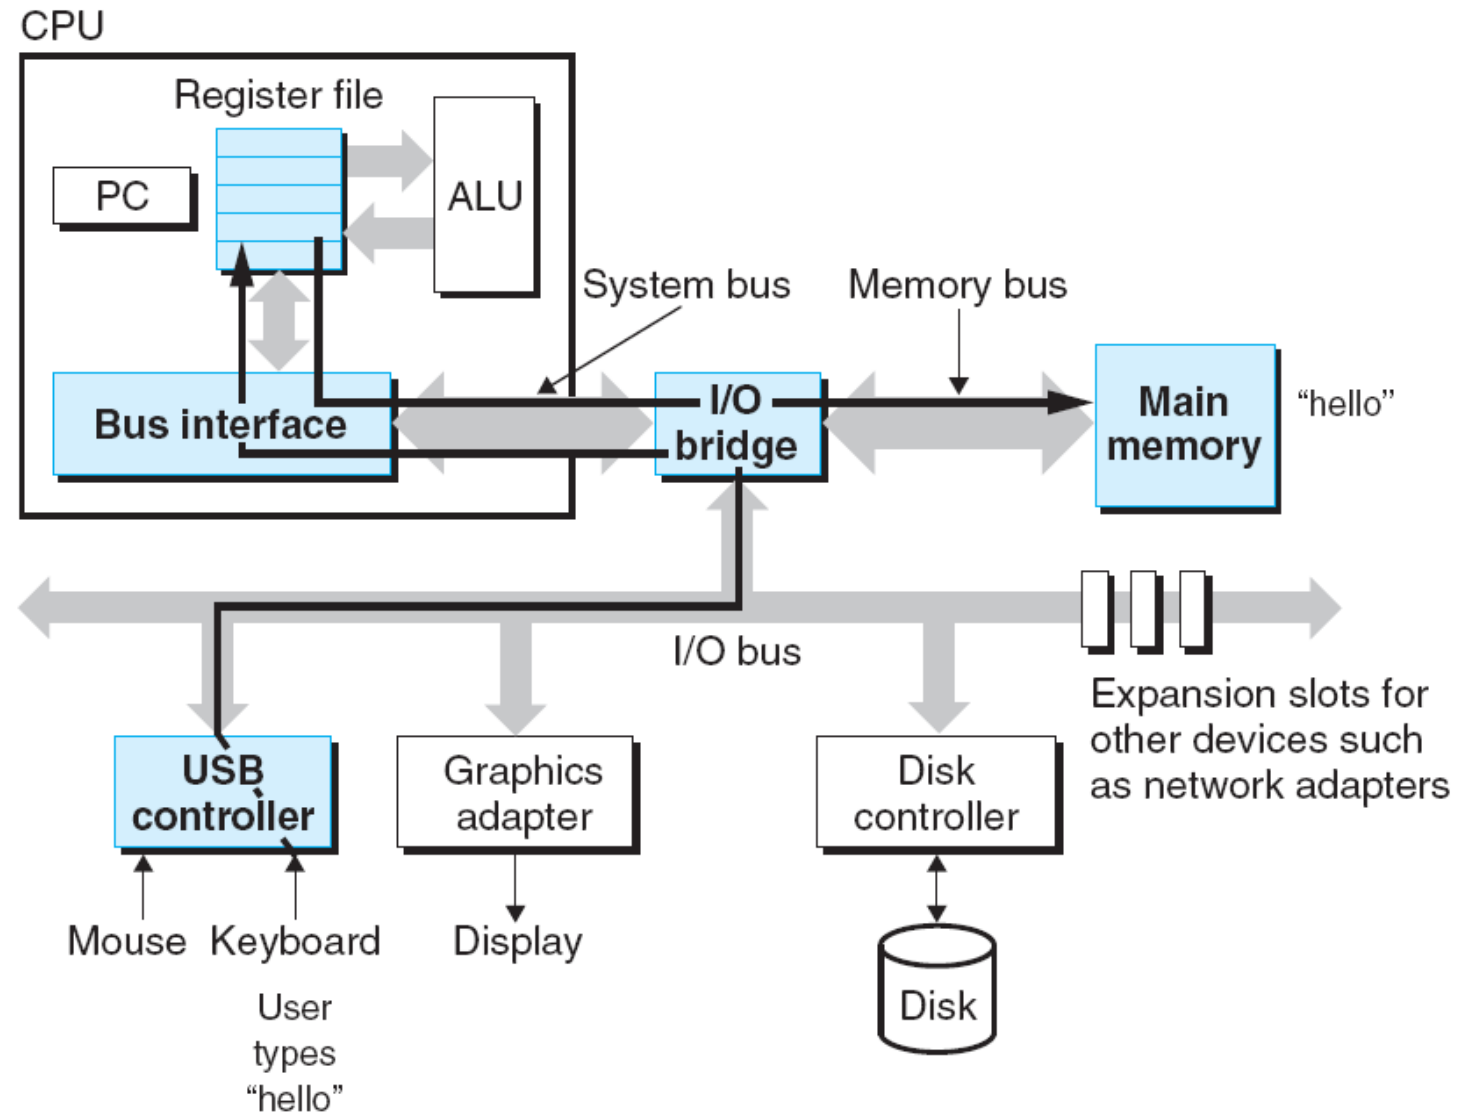 CPU
Register file
PC
ALU
System bus
Memory bus
Bus interface
I/O
bridge
Main
memory
“hello”
I/O bus
Expansion slots for
other devices such
as network adapters
USB
controller
Graphics
adapter
Disk
controller
Mouse
Keyboard
Display
Disk
User
types
“hello”